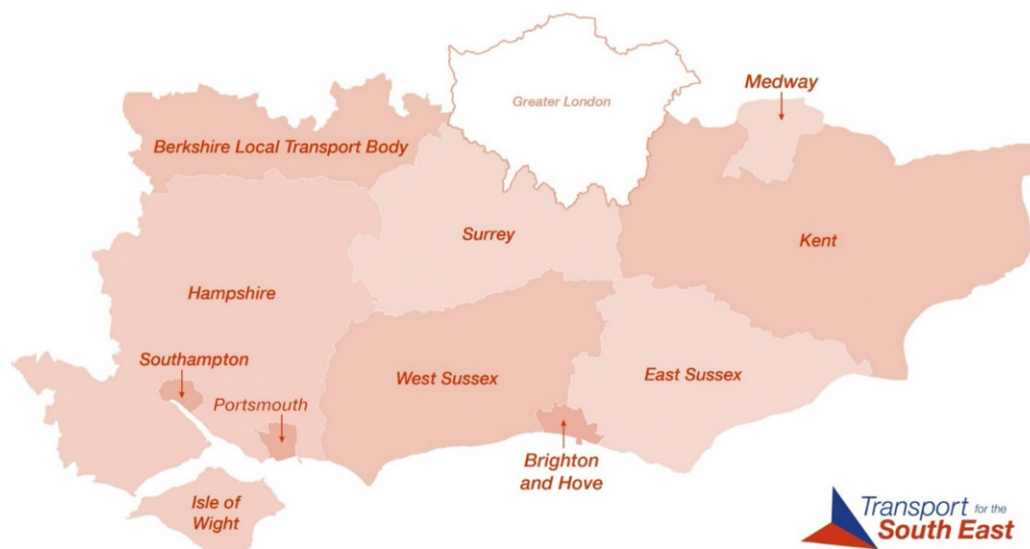 Greater London
Medway
Berkshire Local Transport Body
Surrey
Kent
Hampshire
Southampton
West Sussex
East Sussex
Portsmouth
Brighton
and Hove
Isle of
Wight
Transport for the
South East